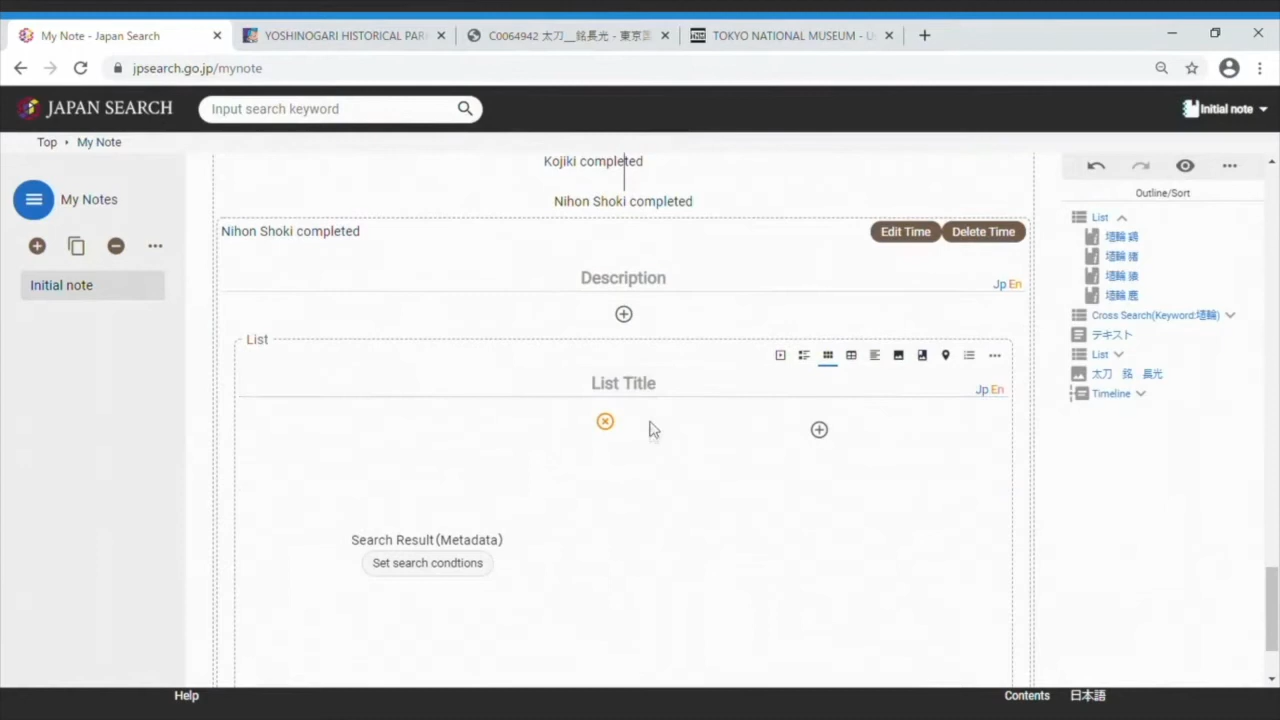 My Note - Japan Search
YOSHINOGARI HISTORICAL PAR
C0064942 太刀__銘長光 - 東京国
TOKYO NATIONAL MUSEUM -
jpsearch.go.jp/mynote
JAPAN SEARCH
Input search keyword
Initial note
Top
My Note
My Notes
Initial note
Kojiki completed
Nihon Shoki completed
Nihon Shoki completed
Edit Time
Delete Time
Description
Jp En
List
List Title
Jp En
Search Result(Metadata)
Set search condtions
Outline/Sort
List
埴輪 鶏
埴輪 猪
埴輪 猿
埴輪 鹿
Cross Search(Keyword:埴輪)
テキスト
List
太刀 銘 長光
Timeline
Help
Contents
日本語